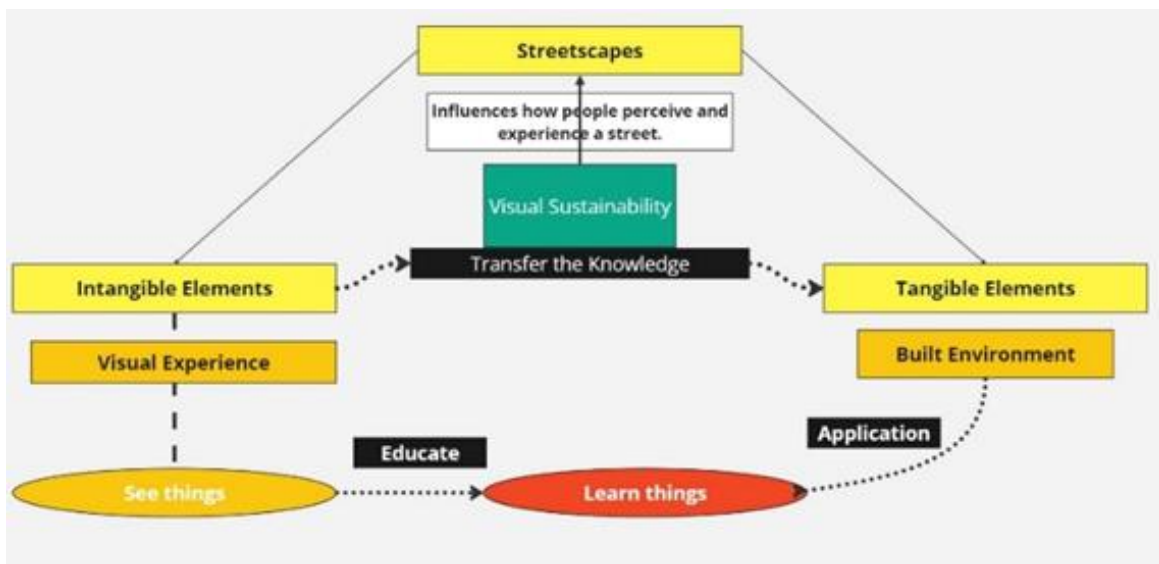 Streetscapes
Influences how people perceive and
experience a street.
Visual Sustainability
Transfer the Knowledge
Intangible Elements
Tangible Elements
Visual Experience
Built Environment
Application
Educate
See things
Learn things